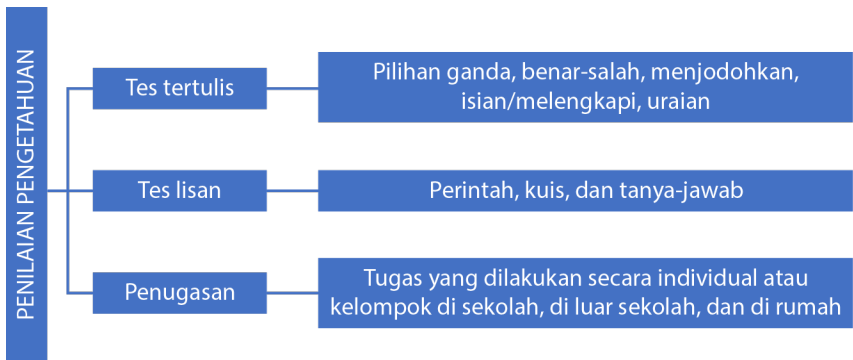 PENILAIAN PENGETAHUAN
Tes tertulis
Pilihan ganda, benar-salah, menjodohkan,
isian/melengkapi, uraian
Tes lisan
Perintah, kuis, dan tanya-jawab
Penugasan
Tugas yang dilakukan secara individual atau
kelompok di sekolah, di luar sekolah, dan di rumah